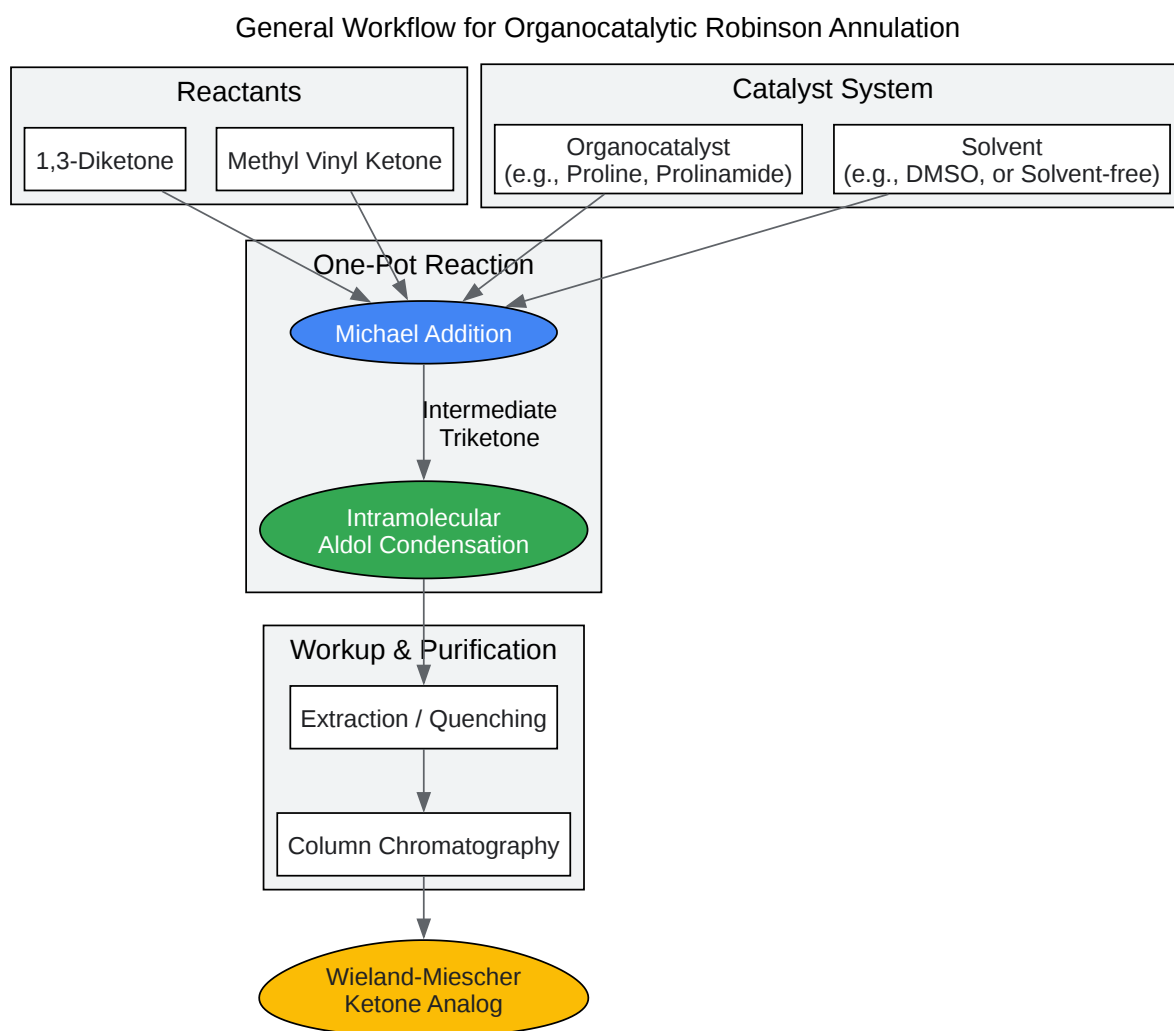 General Workflow for Organocatalytic Robinson Annulation
Reactants
Catalyst System
1,3-Diketone
Methyl Vinyl Ketone
Organocatalyst
(e.g., Proline, Prolinamide)
Solvent
(e.g., DMSO, or Solvent-free)
One-Pot Reaction
Michael Addition
Intermediate
Triketone
Intramolecular
Aldol Condensation
Workup & Purification
Extraction / Quenching
Column Chromatography
Wieland-Miescher
Ketone Analog